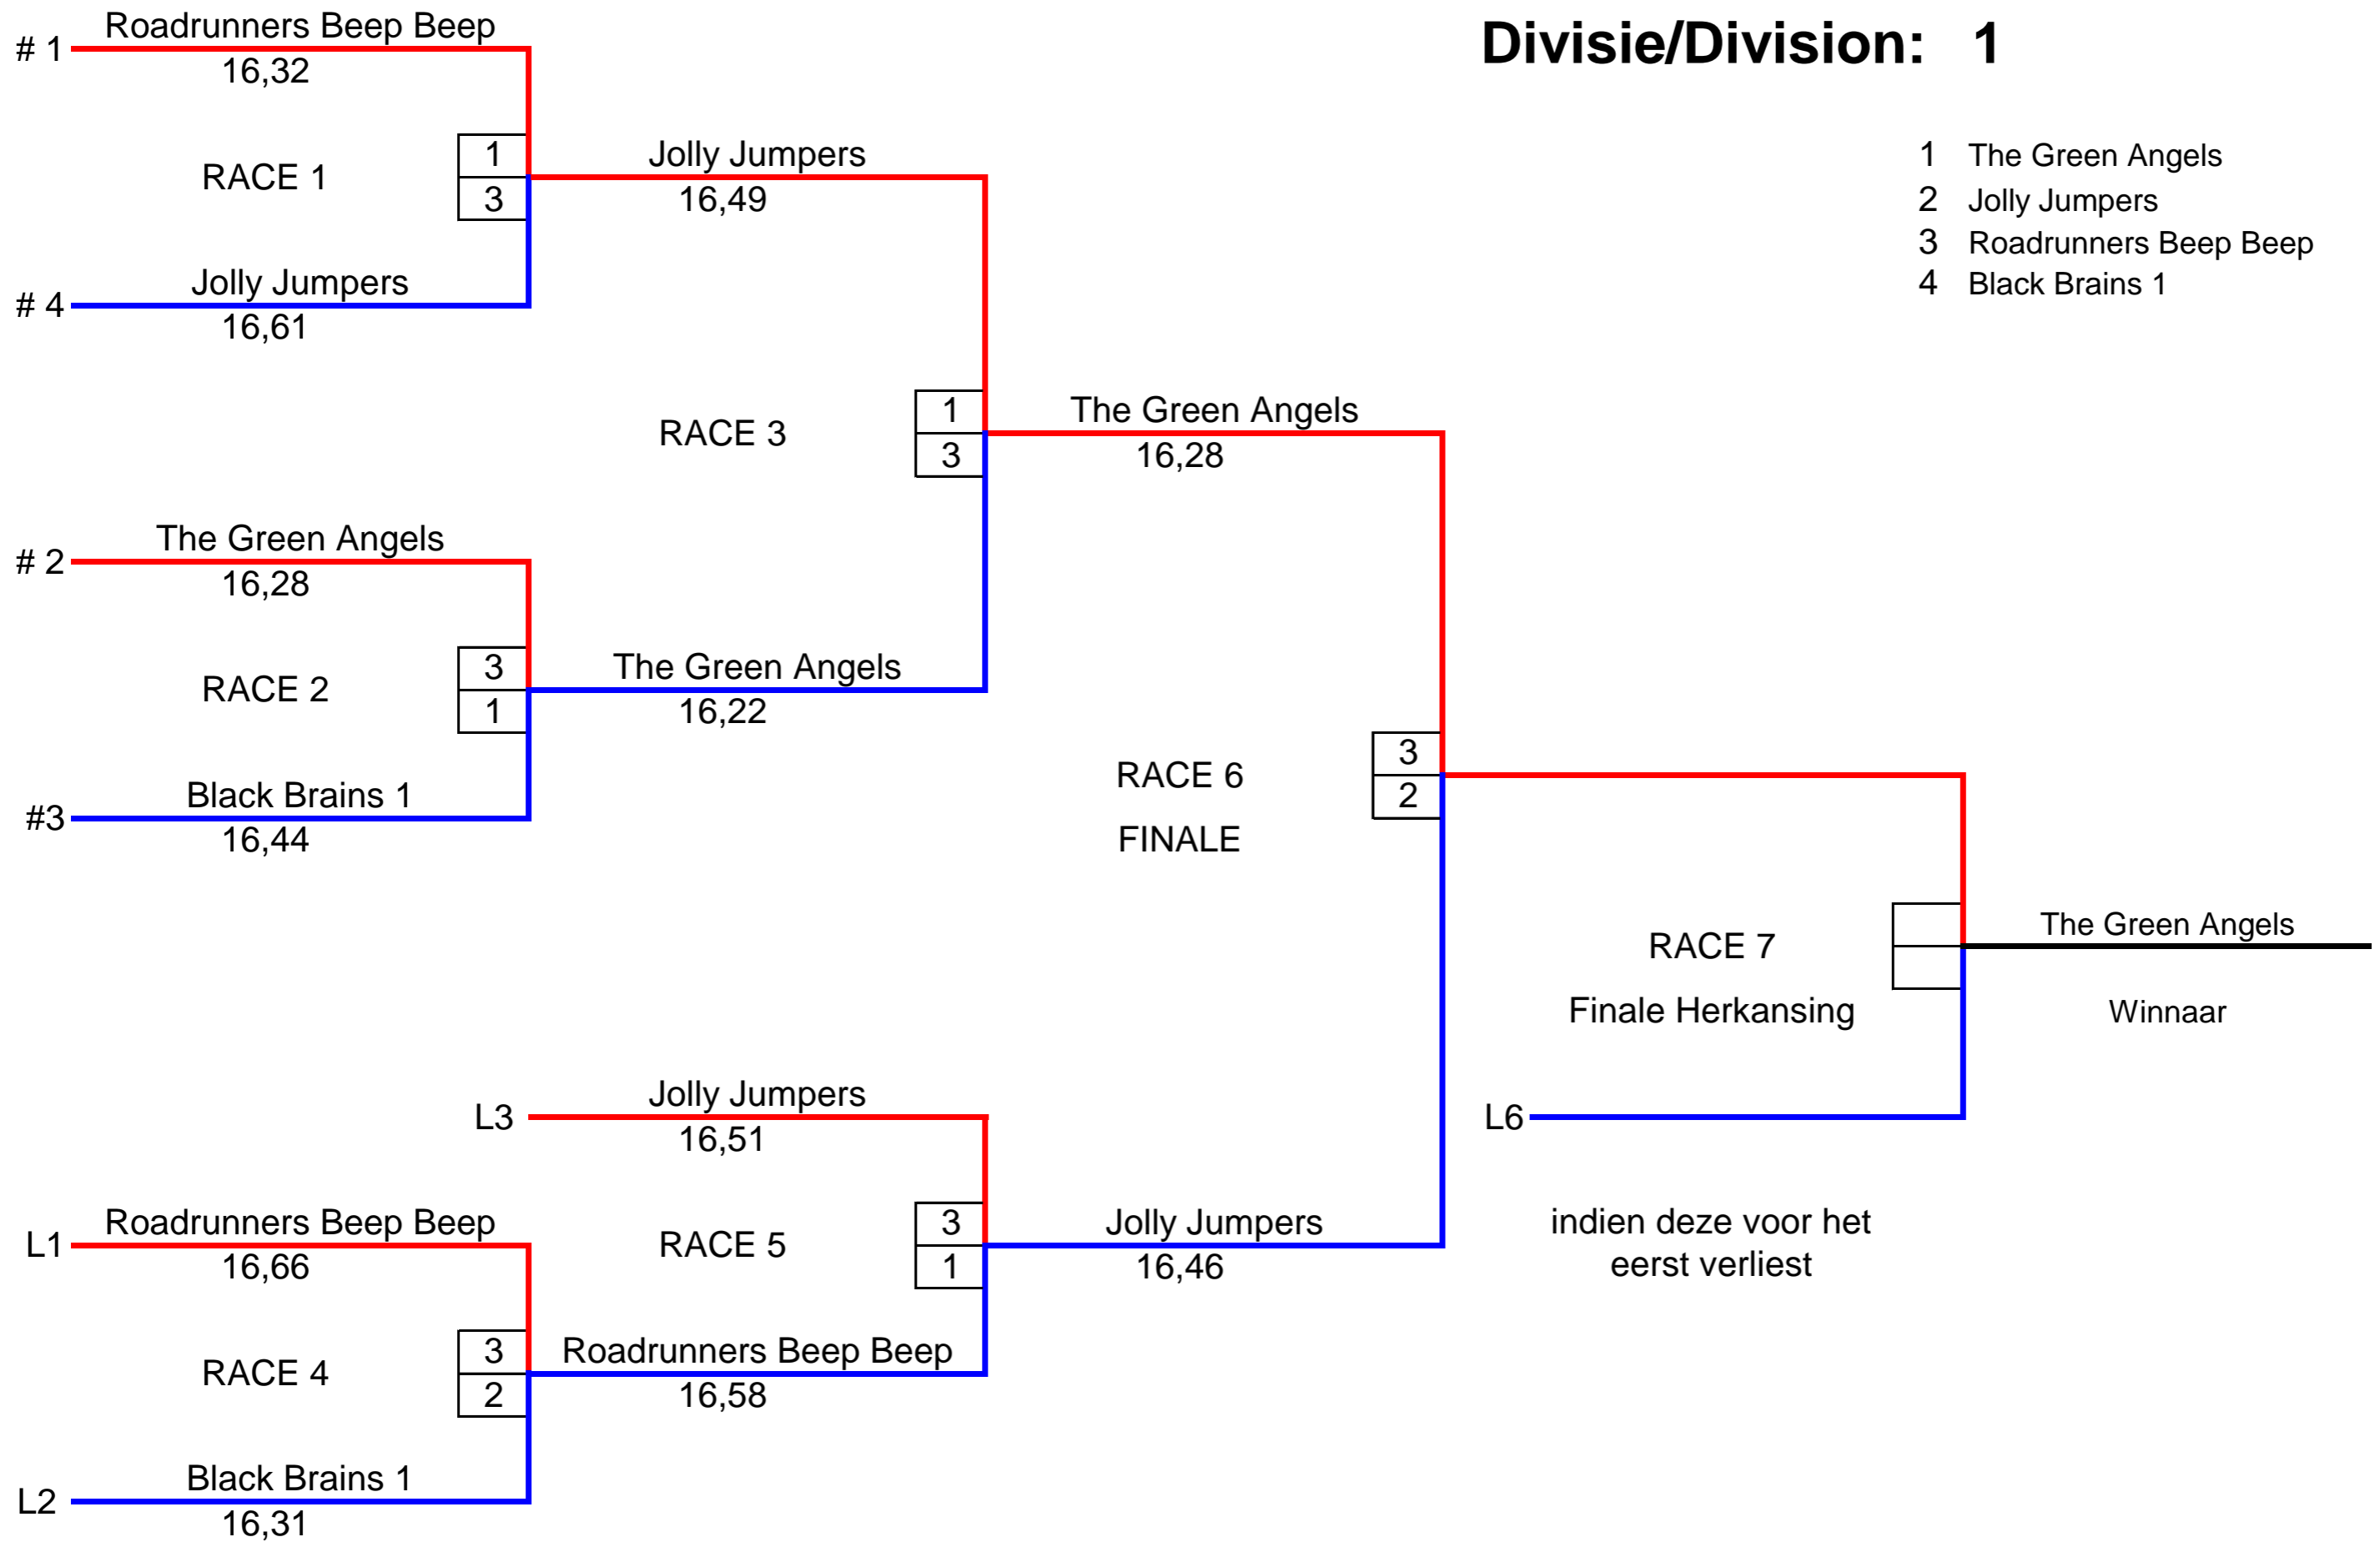 Divisie/Division: 1
1 The Green Angels
2 Jolly Jumpers
3 Roadrunners Beep Beep
4 Black Brains 1
# 1 Roadrunners Beep Beep
16,32
RACE 1
1
3
# 4 Jolly Jumpers
16,61
Jolly Jumpers
16,49
RACE 3
1
3
# 2 The Green Angels
16,28
RACE 2
3
1
#3 Black Brains 1
16,44
The Green Angels
16,22
The Green Angels
16,28
RACE 6
FINALE
3
2
RACE 7
Finale Herkansing
The Green Angels
Winnaar
L6
indien deze voor het
eerst verliest
L3 Jolly Jumpers
16,51
RACE 5
3
1
Jolly Jumpers
16,46
L1 Roadrunners Beep Beep
16,66
RACE 4
3
2
Roadrunners Beep Beep
16,58
L2 Black Brains 1
16,31